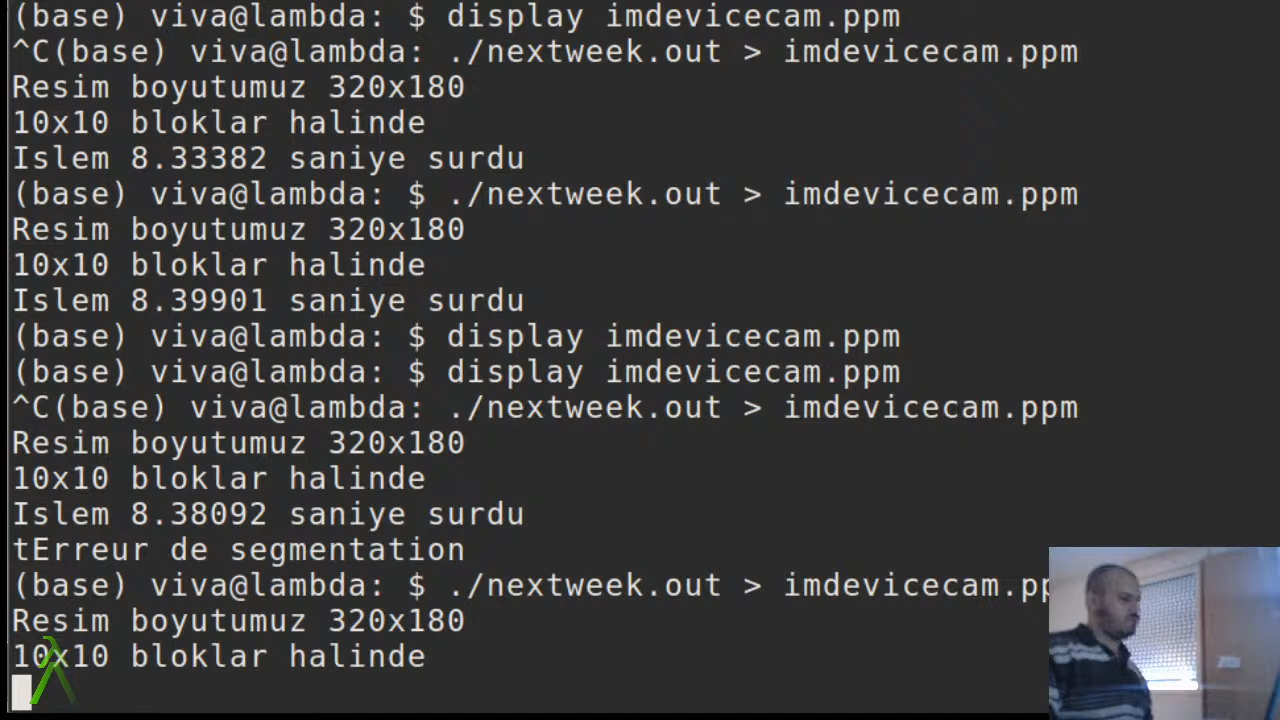 (base) viva@lambda: $ display imdevicecam.ppm
^C(base) viva@lambda: ./nextweek.out > imdevicecam.ppm
Resim boyutumuz 320x180
10x10 bloklar halinde
Islem 8.33382 saniye surdu
(base) viva@lambda: $ ./nextweek.out > imdevicecam.ppm
Resim boyutumuz 320x180
10x10 bloklar halinde
Islem 8.39901 saniye surdu
(base) viva@lambda: $ display imdevicecam.ppm
(base) viva@lambda: $ display imdevicecam.ppm
^C(base) viva@lambda: ./nextweek.out > imdevicecam.ppm
Resim boyutumuz 320x180
10x10 bloklar halinde
Islem 8.38092 saniye surdu
tErreur de segmentation
(base) viva@lambda: $ ./nextweek.out > imdevicecam.pp
Resim boyutumuz 320x180
10x10 bloklar halinde